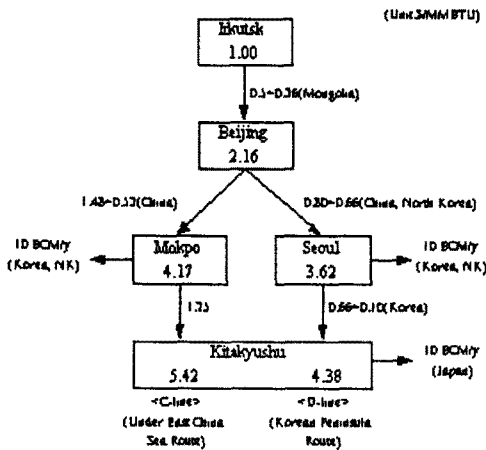 (Unit:$/MMBTU)
Irkutsk
1.00
0.8+0.36(Mongolia)
Beijing
2.16
1.48+0.53(China)
0.80+0.66(China, North Korea)
10 BCM/y
(Korea, NK)
Mokpo
4.17
Seoul
3.62
10 BCM/y
(Korea, NK)
1.25
0.66+0.10(Korea)
Kitakyushu
5.42
4.38
10 BCM/y
(Japan)
<C-line>
<D-line>
(Under East China
Sea Route)
(Korean Peninsula
Route)